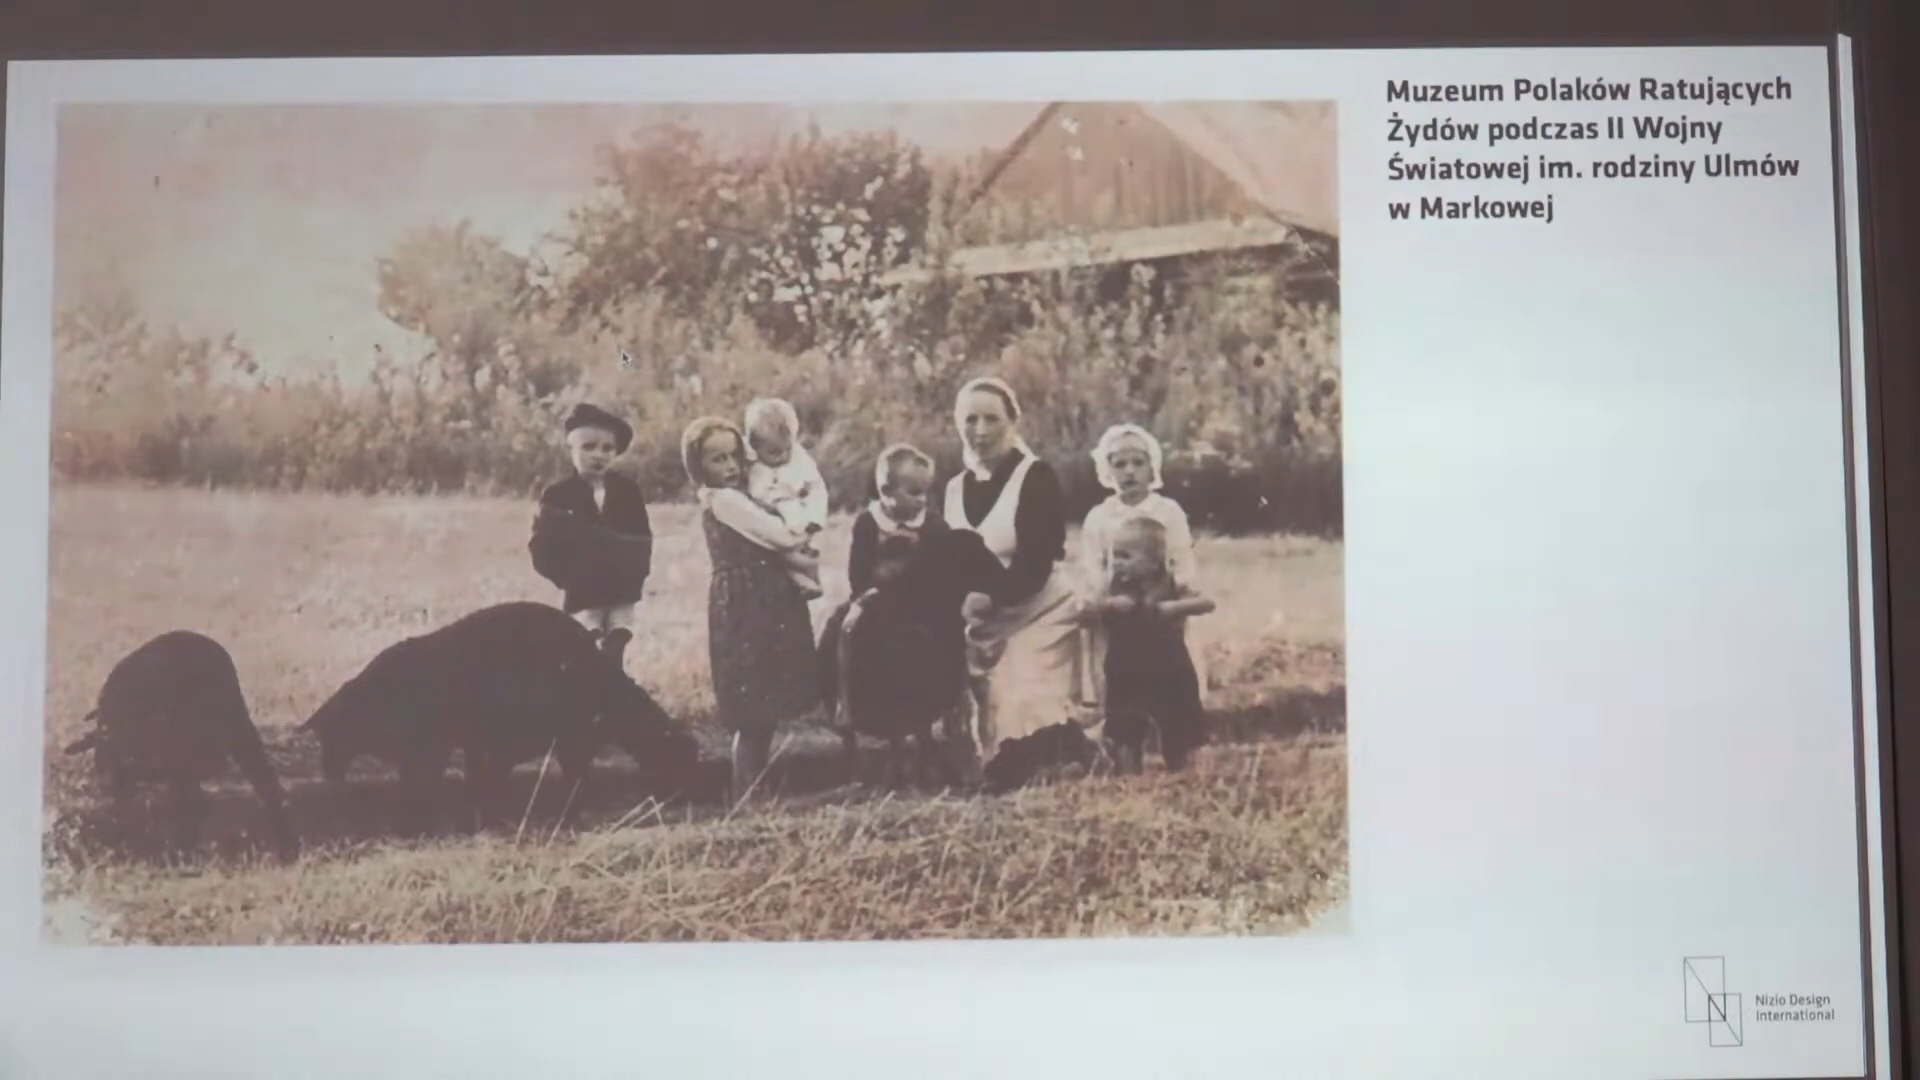 Muzeum Polaków Ratujących
Żydów podczas II Wojny
Światowej im. rodziny Ulmów
w Markowej
N
Nizio Design
International